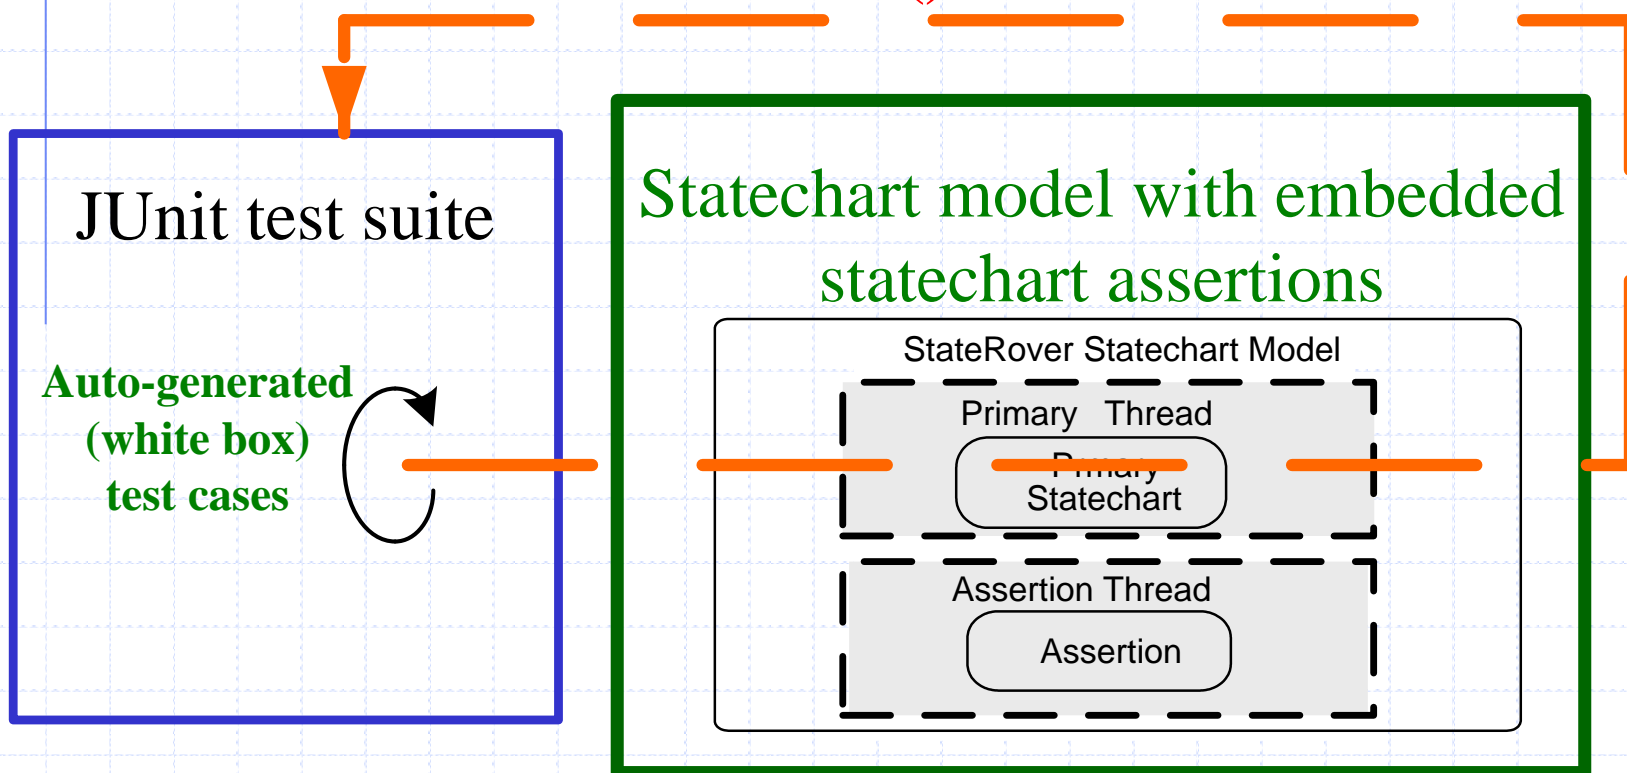 JUnit test suite
Auto-generated
(white box)
test cases
Statechart model with embedded
statechart assertions
StateRover Statechart Model
Primary Thread
Primary
Statechart
Assertion Thread
Assertion